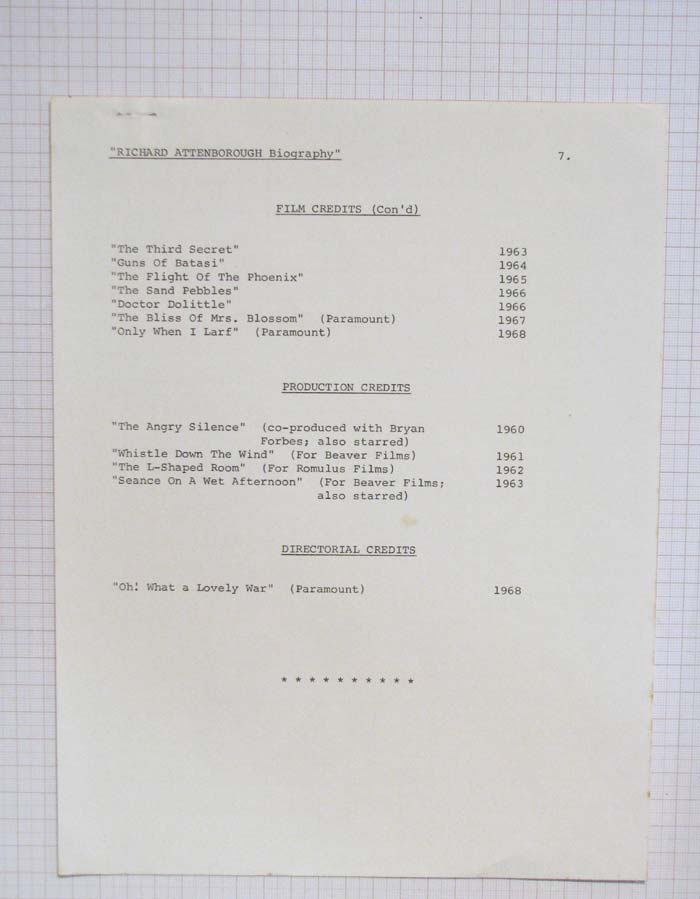 "RICHARD ATTENBOROUGH Biography" 7.
FILM CREDITS (Con'd)
"The Third Secret" 1963
"Guns Of Batasi" 1964
"The Flight Of The Phoenix" 1965
"The Sand Pebbles" 1966
"Doctor Dolittle" 1966
"The Bliss Of Mrs. Blossom" (Paramount) 1967
"Only When I Larf" (Paramount) 1968
PRODUCTION CREDITS
"The Angry Silence" (co-produced with Bryan 1960
Forbes; also starred)
"Whistle Down The Wind" (For Beaver Films) 1961
"The L-Shaped Room" (For Romulus Films) 1962
"Seance On A Wet Afternoon" (For Beaver Films; 1963
also starred)
DIRECTORIAL CREDITS
"Oh! What a Lovely War" (Paramount) 1968
* * * * * * * * * *